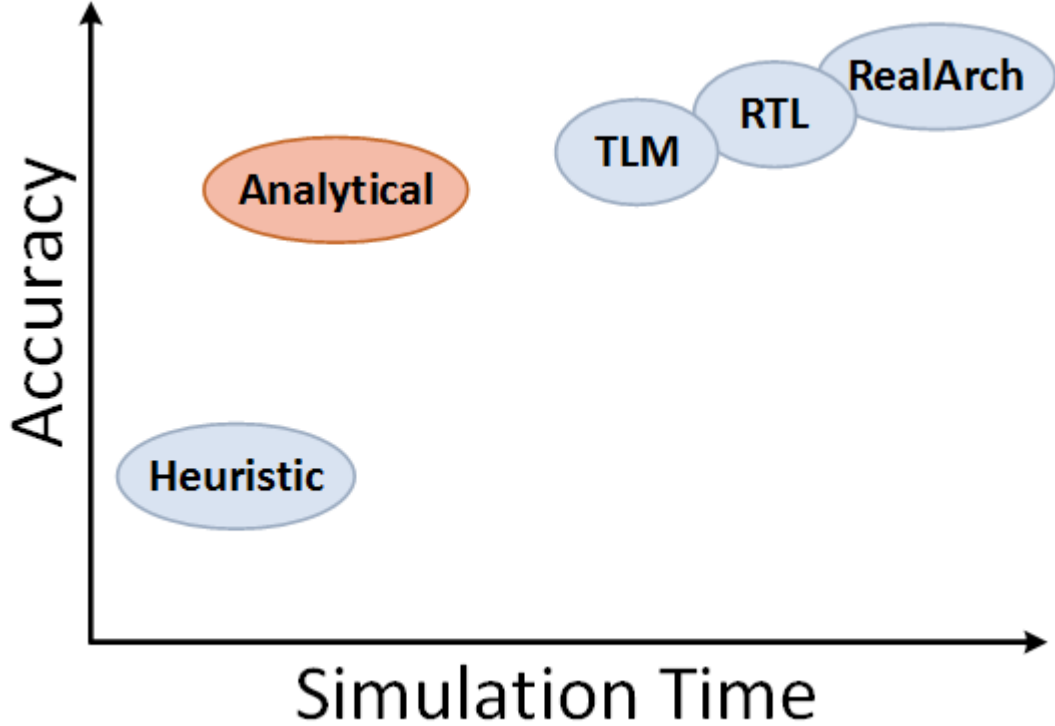 Accuracy
RealArch
RTL
TLM
Analytical
Heuristic
Simulation Time